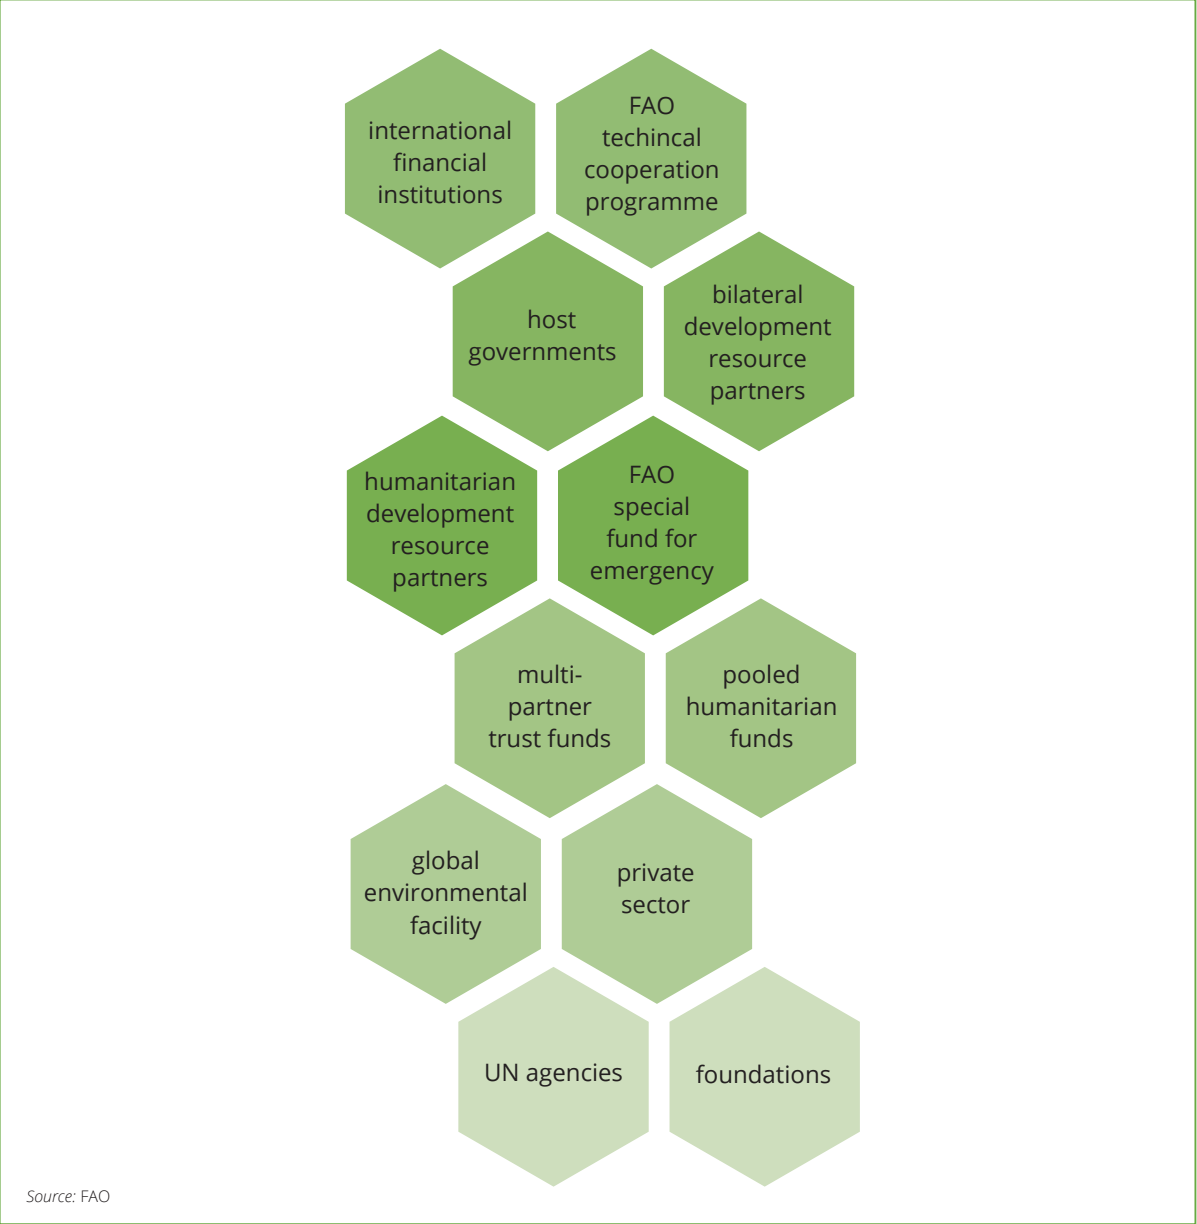 international
financial
institutions
FAO
techincal
cooperation
programme
host
governments
bilateral
development
resource
partners
humanitarian
development
resource
partners
FAO
special
fund for
emergency
multi-
partner
trust funds
pooled
humanitarian
funds
global
environmental
facility
private
sector
UN agencies
foundations
Source: FAO